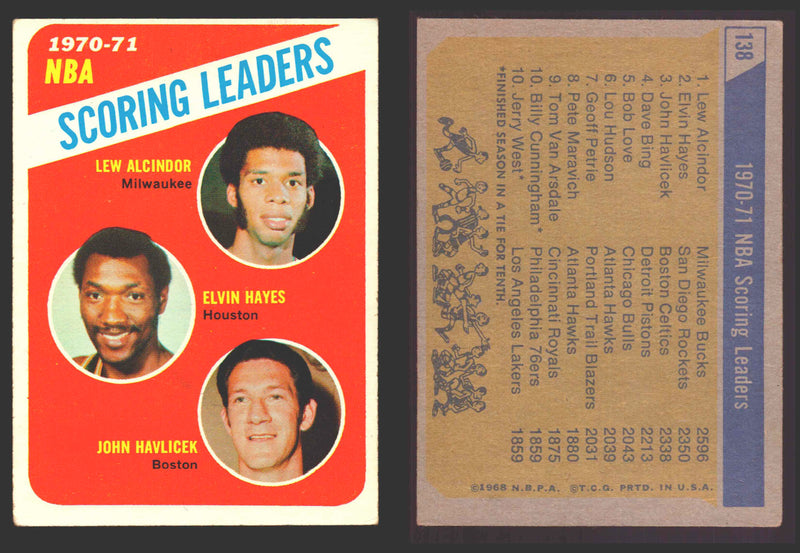 1970-71
NBA
SCORING LEADERS
LEW ALCINDOR
Milwaukee
ELVIN HAYES
Houston
JOHN HAVLICEK
Boston
138
1970-71 NBA Scoring Leaders
1. Lew Alcindor Milwaukee Bucks 2596
2. Elvin Hayes San Diego Rockets 2350
3. John Havlicek Boston Celtics 2338
4. Dave Bing Detroit Pistons 2213
5. Bob Love Chicago Bulls 2043
6. Lou Hudson Atlanta Hawks 2039
7. Geoff Petrie Portland Trail Blazers 2031
8. Pete Maravich Atlanta Hawks 1880
9. Tom Van Arsdale Cincinnati Royals 1875
10. Billy Cunningham* Philadelphia 76ers 1859
10. Jerry West* Los Angeles Lakers 1859
*FINISHED SEASON IN A TIE FOR TENTH.
©1968 N.B.P.A. ©T.C.G. PRTD. IN U.S.A.